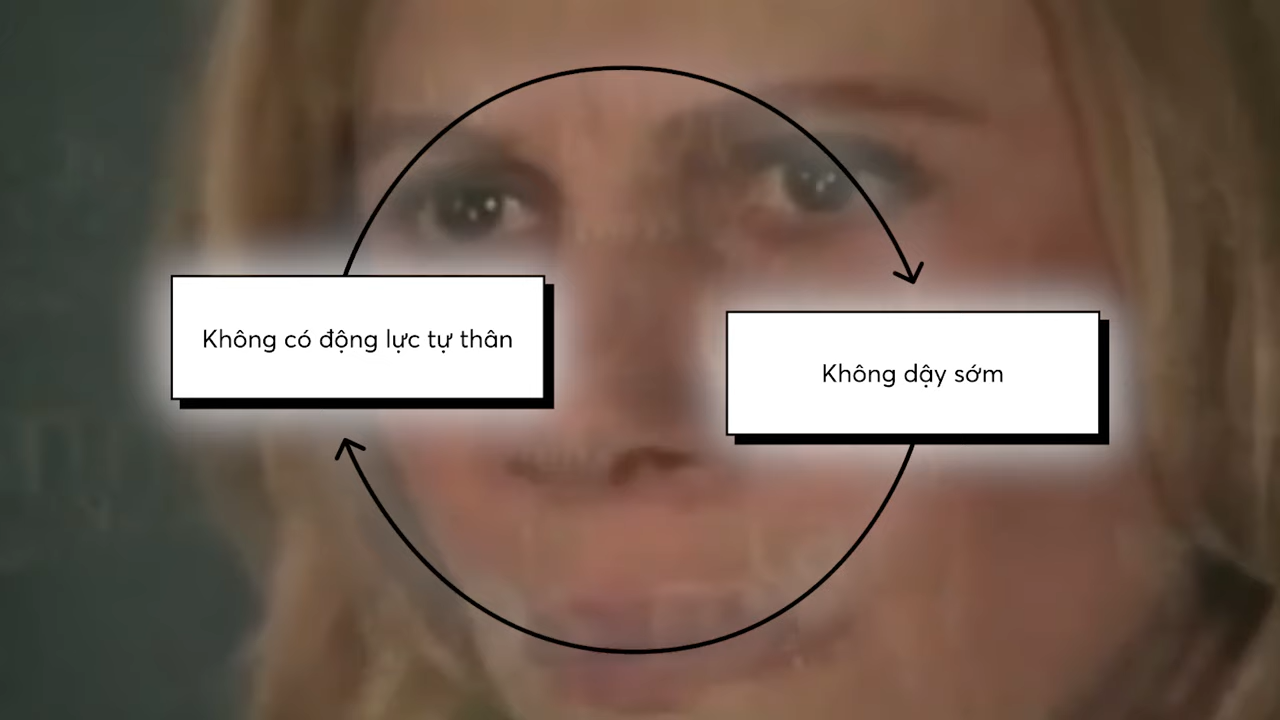 Không có động lực tự thân
Không dậy sớm